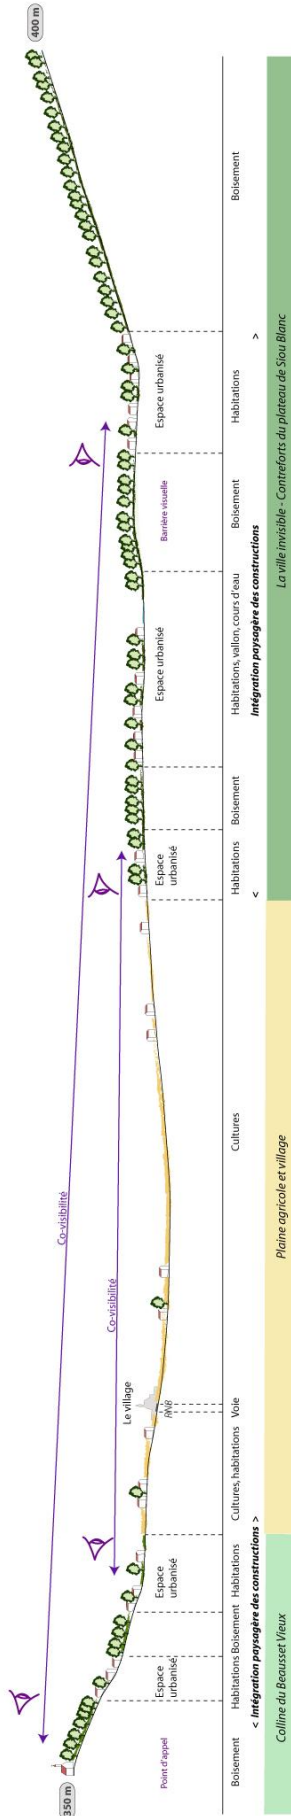 350 m
400 m
Co-visibilité
Co-visibilité
Le village
RN8
Point d'appel
Espace
urbanisé
Espace
urbanisé
Espace
urbanisé
Espace urbanisé
Barrière visuelle
Espace urbanisé
Boisement
Habitations
Boisement
Habitations
Cultures, habitations
Voie
Cultures
Habitations
Boisement
Habitations, vallon, cours d'eau
Boisement
Habitations
Boisement
< Intégration paysagère des constructions >
< Intégration paysagère des constructions >
Colline du Beausset Vieux
Plaine agricole et village
La ville invisible - Contreforts du plateau de Siou Blanc